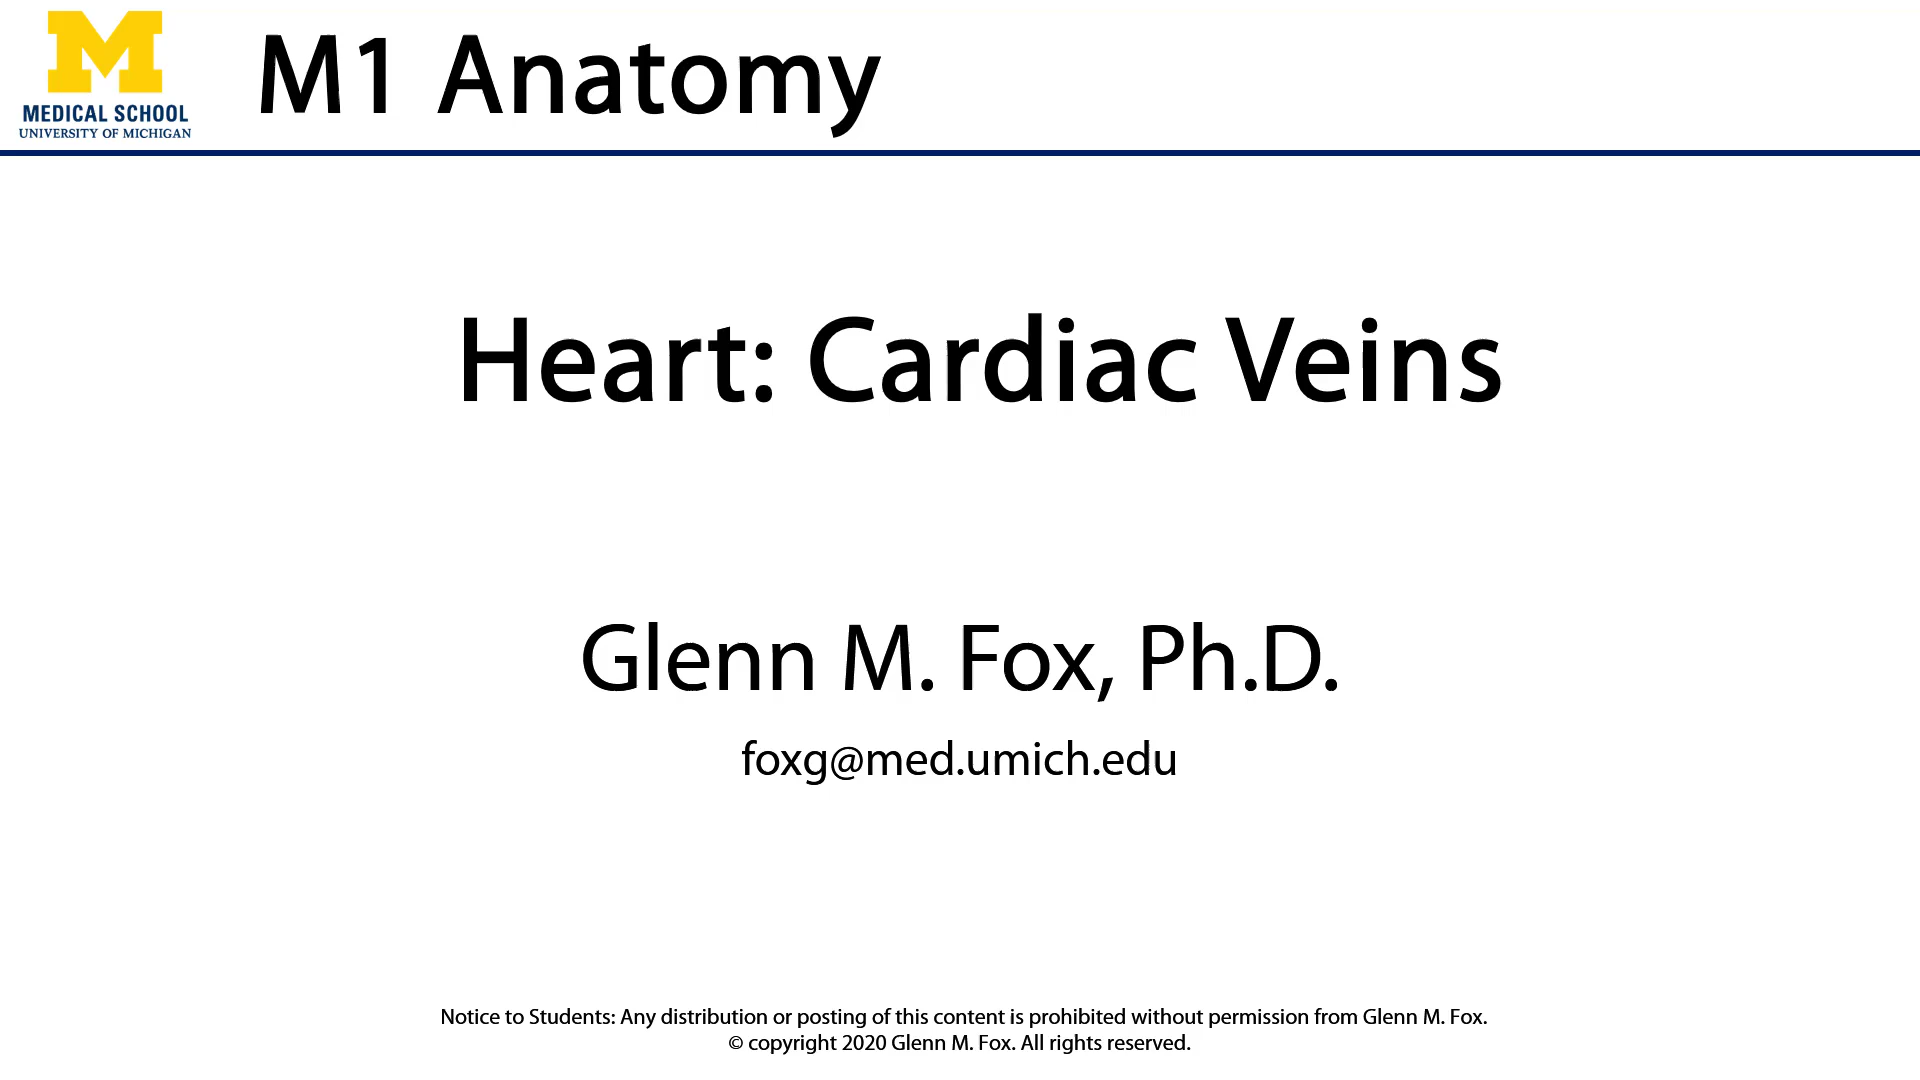 M1 Anatomy
MEDICAL SCHOOL
UNIVERSITY OF MICHIGAN
Heart: Cardiac Veins
Glenn M. Fox, Ph.D.
foxg@med.umich.edu
Notice to Students: Any distribution or posting of this content is prohibited without permission from Glenn M. Fox.
© copyright 2020 Glenn M. Fox. All rights reserved.